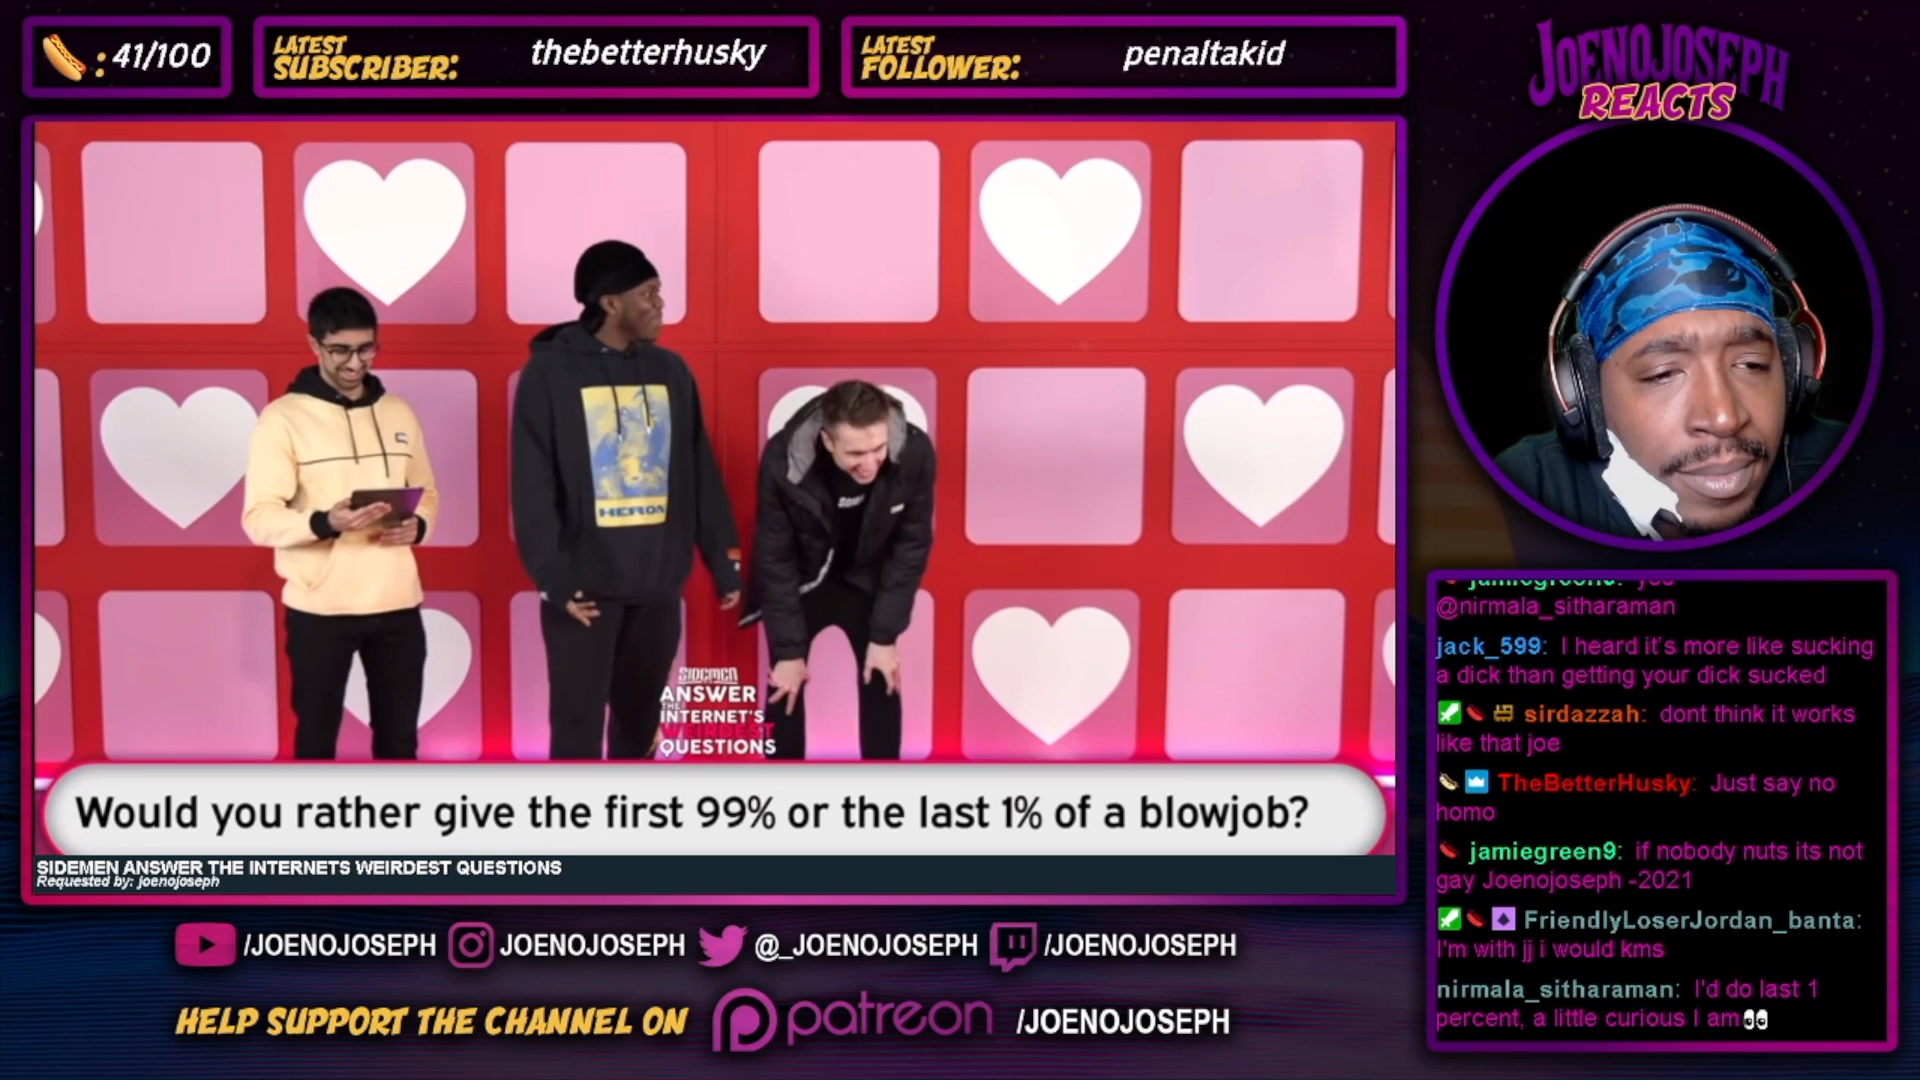 : 41/100
LATEST SUBSCRIBER: thebetterhusky
LATEST FOLLOWER: penaltakid
JOENOJOSEPH
REACTS
HERON
SIDEMEN
ANSWER
THE
INTERNET'S
WEIRDEST
QUESTIONS
Would you rather give the first 99% or the last 1% of a blowjob?
SIDEMEN ANSWER THE INTERNETS WEIRDEST QUESTIONS
Requested by: joenojoseph
jamiegreen9: yes
@nirmala_sitharaman
jack_599: I heard it's more like sucking
a dick than getting your dick sucked
sirdazzah: dont think it works
like that joe
TheBetterHusky: Just say no
homo
jamiegreen9: if nobody nuts its not
gay Joenojoseph -2021
FriendlyLoserJordan_banta:
I'm with jj i would kms
nirmala_sitharaman: I'd do last 1
percent, a little curious I am👀
/JOENOJOSEPH JOENOJOSEPH @_JOENOJOSEPH /JOENOJOSEPH
HELP SUPPORT THE CHANNEL ON patreon /JOENOJOSEPH